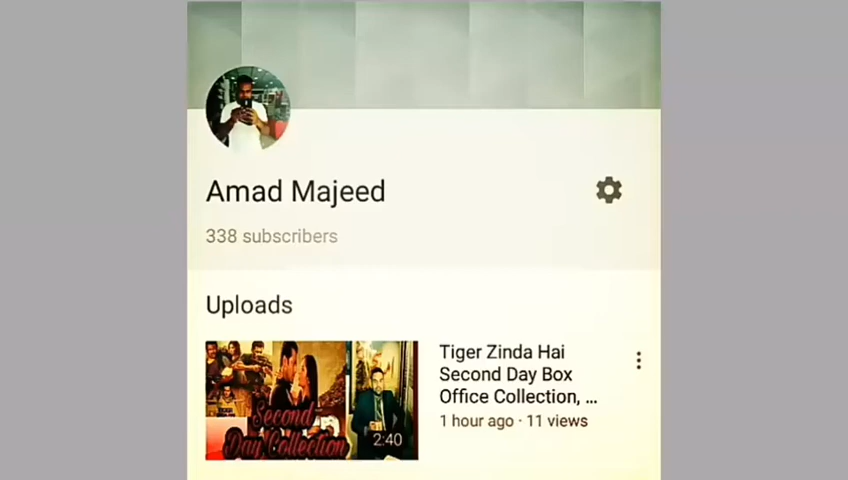 Amad Majeed
338 subscribers
Uploads
Tiger Zinda Hai
Second Day Box
Office Collection, ...
1 hour ago · 11 views
Second
Day Collection
2:40